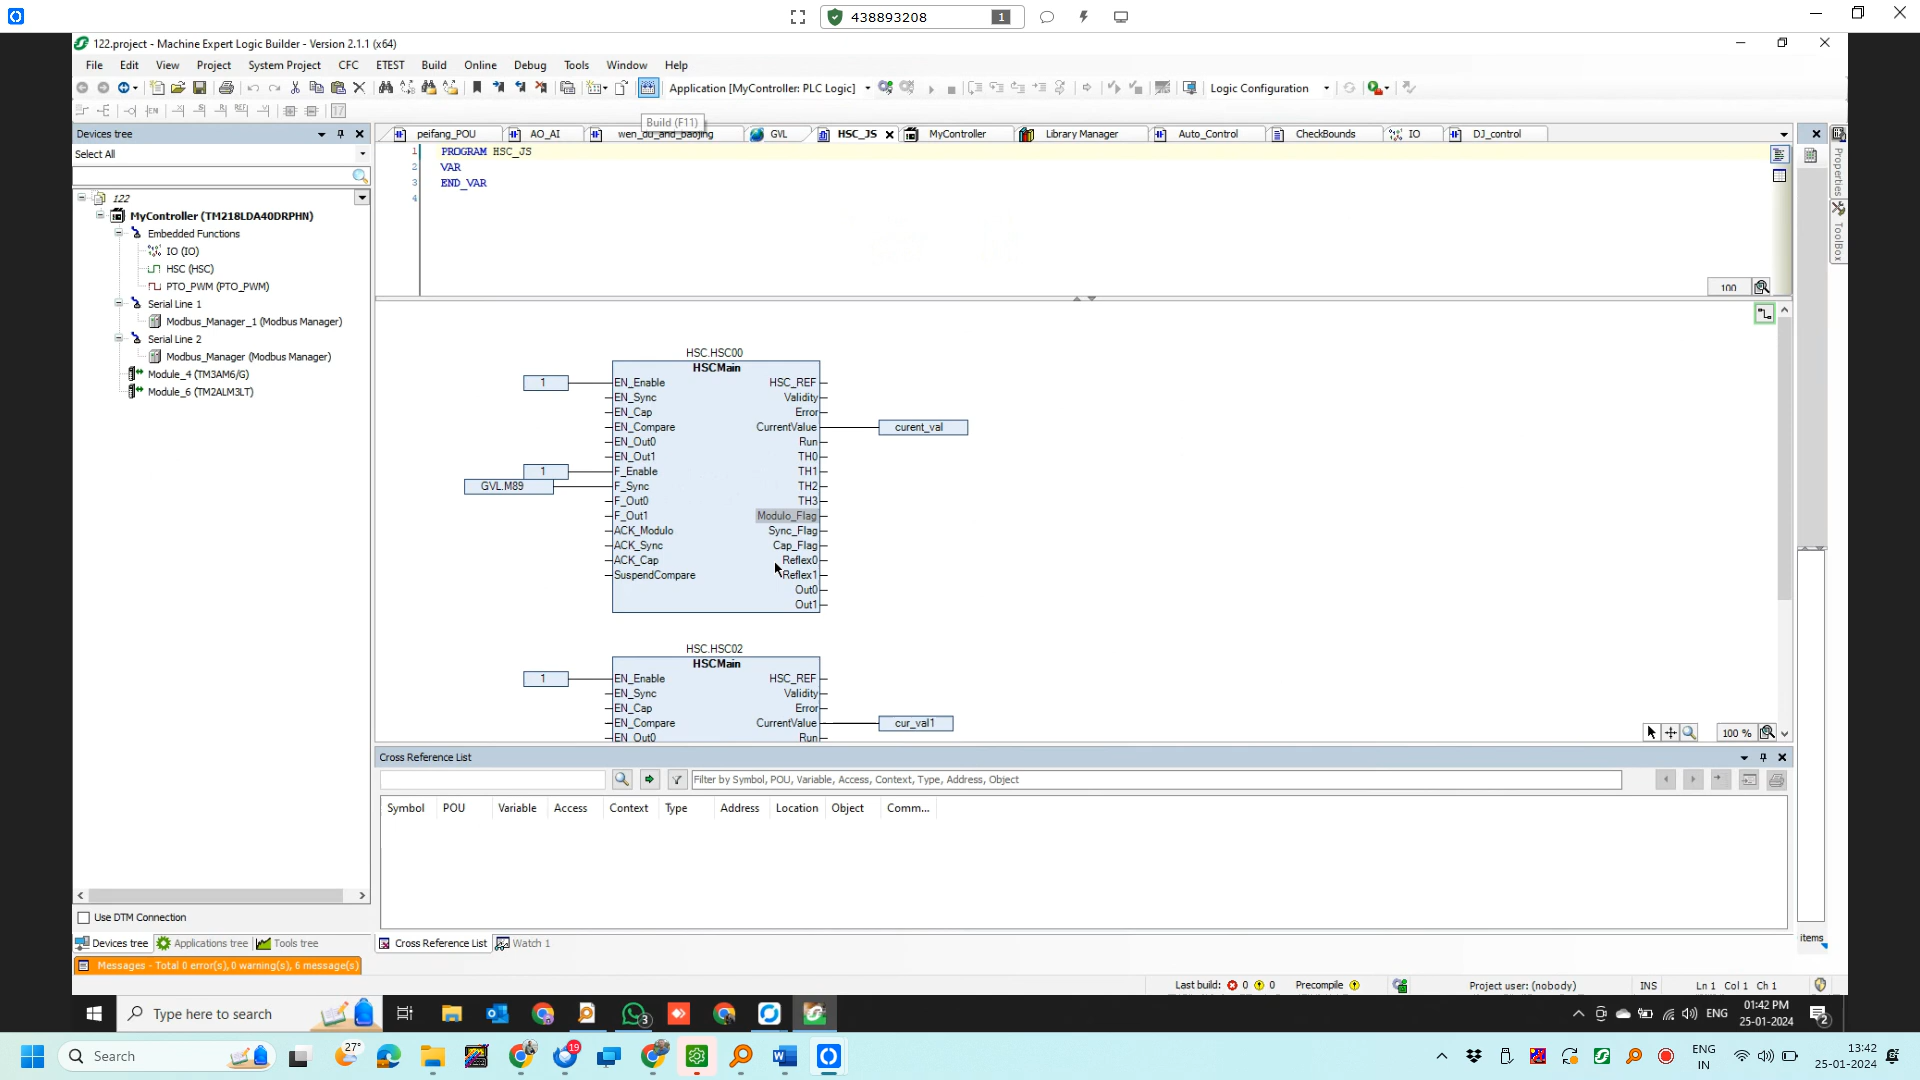 438893208 1
122.project - Machine Expert Logic Builder - Version 2.1.1 (x64)
File Edit View Project System Project CFC ETEST Build Online Debug Tools Window Help
Application [MyController: PLC Logic] Logic Configuration
Build (F11)
Devices tree
peifang_POU AO_AI wen_du_and_baojing GVL HSC_JS MyController Library Manager Auto_Control CheckBounds IO DJ_control
Select All
1 PROGRAM HSC_JS
2 VAR
3 END_VAR
4
Properties
ToolBox
122
MyController (TM218LDA40DRPHN)
Embedded Functions
IO (IO)
HSC (HSC)
PTO_PWM (PTO_PWM)
Serial Line 1
Modbus_Manager_1 (Modbus Manager)
Serial Line 2
Modbus_Manager (Modbus Manager)
Module_4 (TM3AM6/G)
Module_6 (TM2ALM3LT)
100
HSC.HSC00
HSCMain
1 EN_Enable HSC_REF
EN_Sync Validity
EN_Cap Error
EN_Compare CurrentValue curent_val
EN_Out0 Run
EN_Out1 TH0
1 F_Enable TH1
GVL.M89 F_Sync TH2
F_Out0 TH3
F_Out1 Modulo_Flag
ACK_Modulo Sync_Flag
ACK_Sync Cap_Flag
ACK_Cap Reflex0
SuspendCompare Reflex1
Out0
Out1
HSC.HSC02
HSCMain
1 EN_Enable HSC_REF
EN_Sync Validity
EN_Cap Error
EN_Compare CurrentValue cur_val1
EN_Out0 Run
100 %
Cross Reference List
Filter by Symbol, POU, Variable, Access, Context, Type, Address, Object
Symbol POU Variable Access Context Type Address Location Object Comm...
Use DTM Connection
Devices tree Applications tree Tools tree
Cross Reference List Watch 1
items
Messages - Total 0 error(s), 0 warning(s), 6 message(s)
Last build: 0 0 Precompile Project user: (nobody) INS Ln 1 Col 1 Ch 1
Type here to search
3
ENG
01:42 PM
25-01-2024
2
Search
27°
19
ENG
IN
13:42
25-01-2024